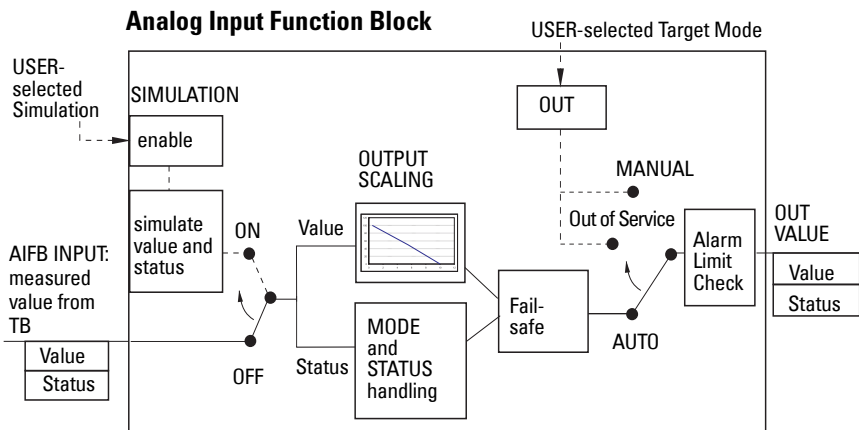 Analog Input Function Block
USER-selected Target Mode
USER-
selected
Simulation
SIMULATION
enable
OUT
OUTPUT
SCALING
MANUAL
simulate
value and
status
ON
Value
Out of Service
Alarm
Limit
Check
OUT
VALUE
Value
Status
AIFB INPUT:
measured
value from
TB
Value
Status
OFF
Status
MODE
and
STATUS
handling
Fail-
safe
AUTO